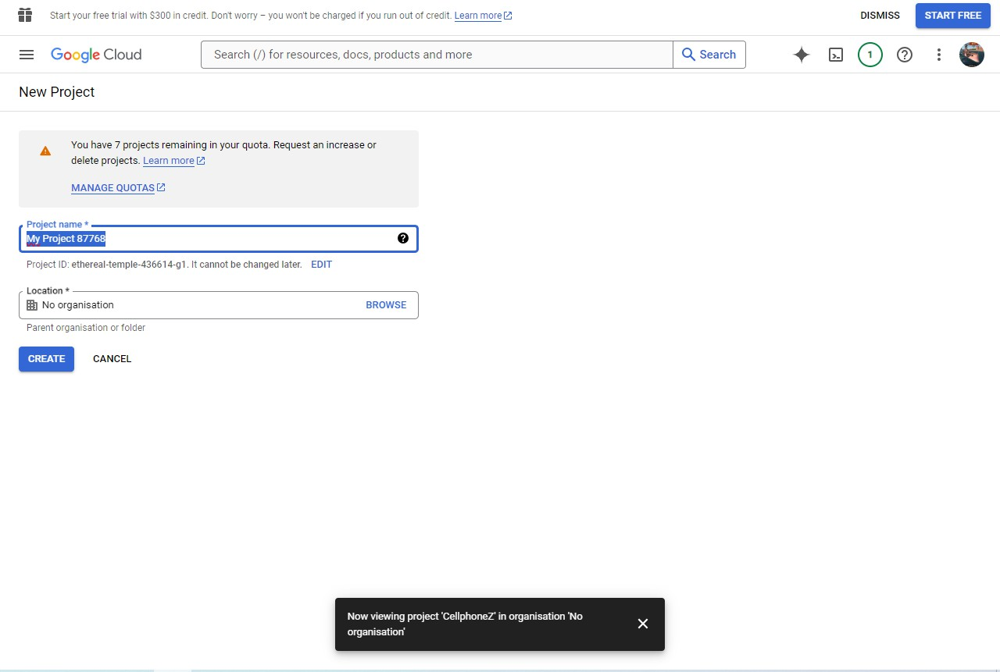 Start your free trial with $300 in credit. Don't worry – you won't be charged if you run out of credit. Learn more
DISMISS
START FREE
Google Cloud
Search (/) for resources, docs, products and more
Search
1
New Project
You have 7 projects remaining in your quota. Request an increase or
delete projects. Learn more
MANAGE QUOTAS
Project name *
My Project 87768
Project ID: ethereal-temple-436614-g1. It cannot be changed later. EDIT
Location *
No organisation
BROWSE
Parent organisation or folder
CREATE
CANCEL
Now viewing project 'CellphoneZ' in organisation 'No
organisation'